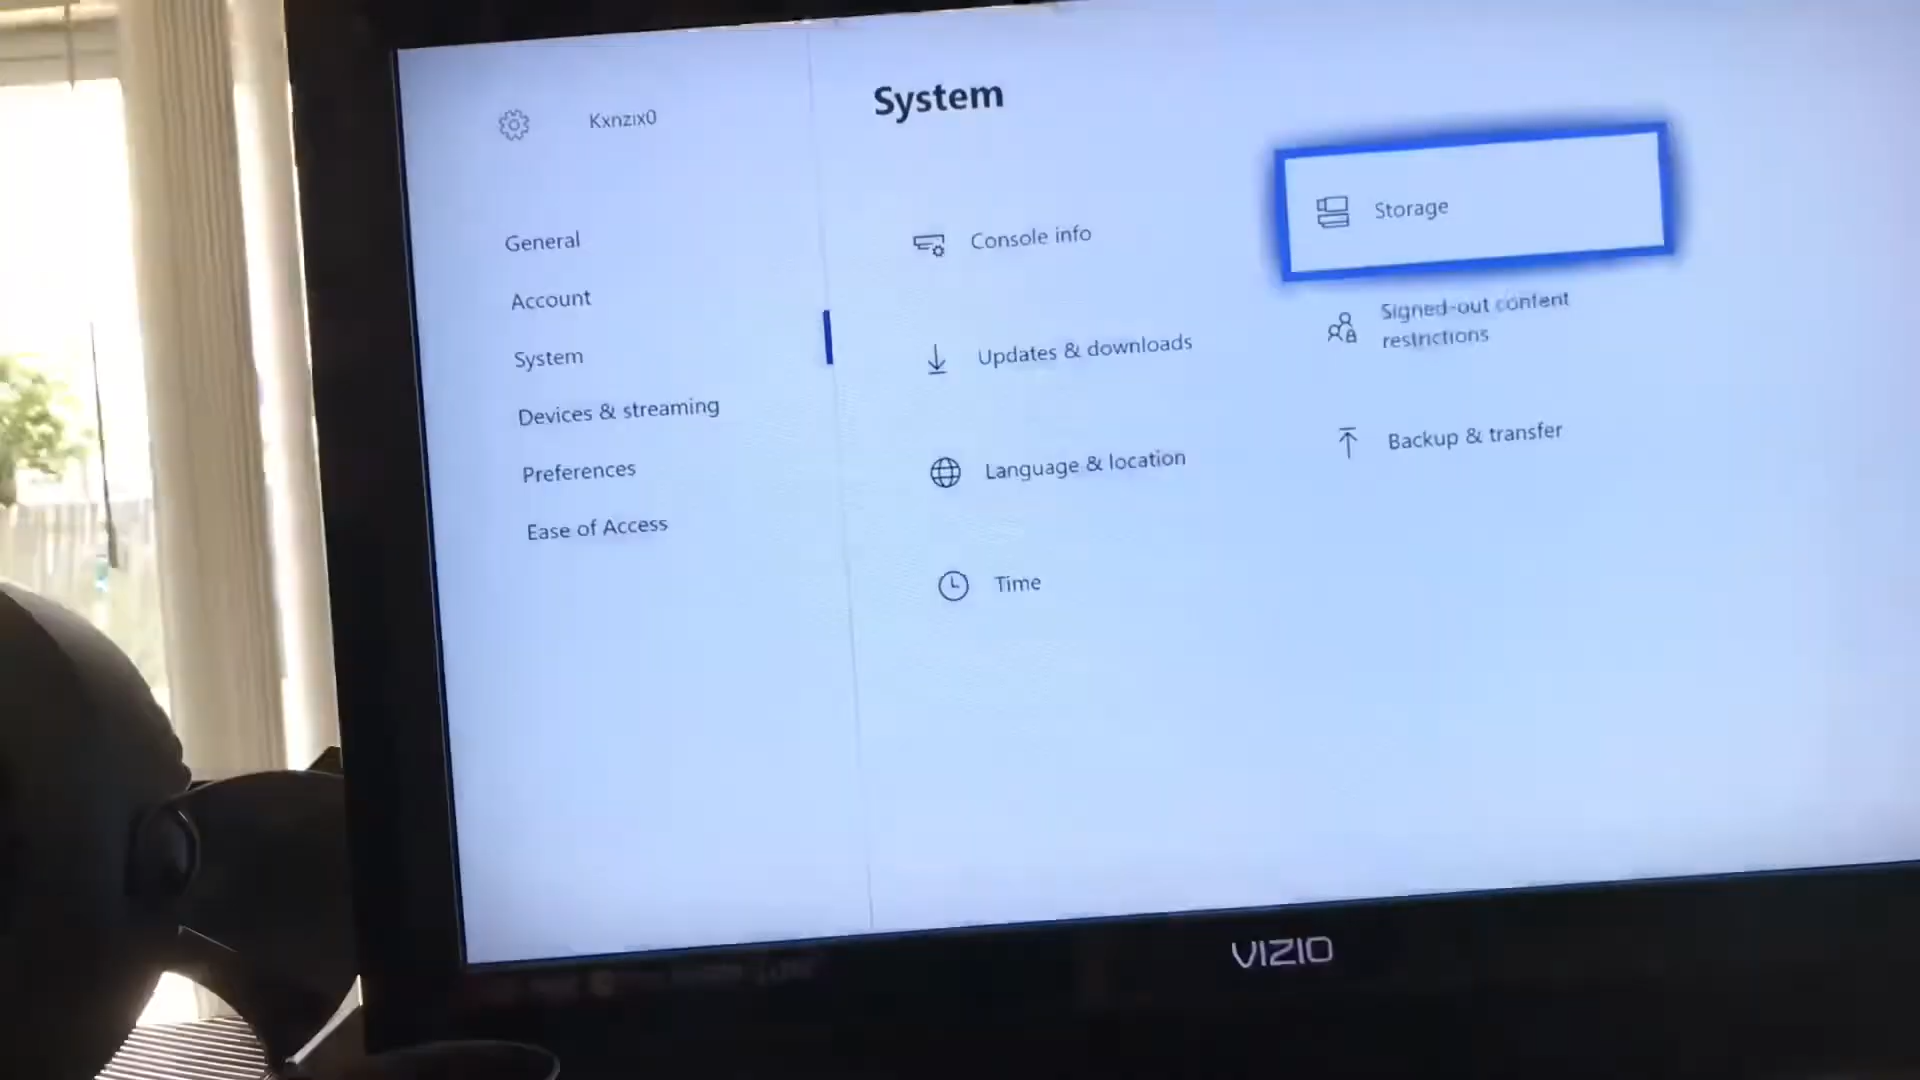 Kxnzix0
General
Account
System
Devices & streaming
Preferences
Ease of Access
System
Console info
Updates & downloads
Language & location
Time
Storage
Signed-out content
restrictions
Backup & transfer
VIZIO